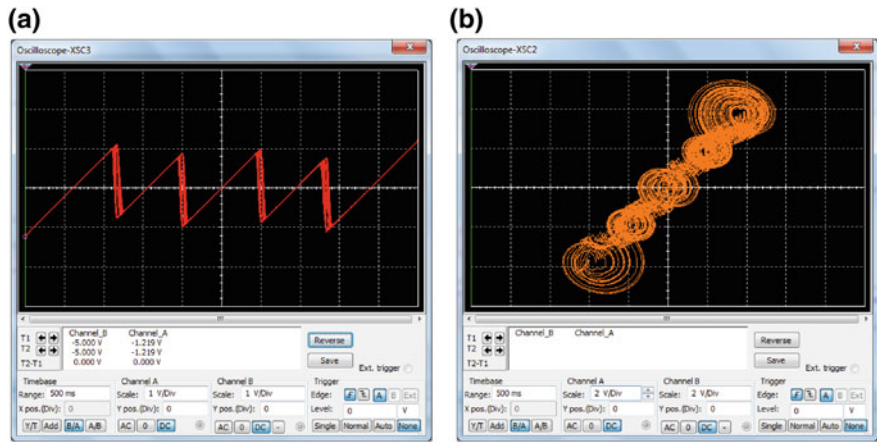 (a)
Oscilloscope-XSC3
T1
T2
T2-T1
Channel_B Channel_A
-5.000 V -1.219 V
-5.000 V -1.219 V
0.000 V 0.000 V
Reverse
Save
Ext. trigger
Timebase
Range: 500 ms
X pos.(Div): 0
Y/T Add B/A A/B
Channel A
Scale: 1 V/Div
Y pos.(Div): 0
AC 0 DC
Channel B
Scale: 1 V/Div
Y pos.(Div): 0
AC 0 DC -
Trigger
Edge: A B Ext
Level: 0 V
Single Normal Auto None
(b)
Oscilloscope-XSC2
T1
T2
T2-T1
Channel_B Channel_A
Reverse
Save
Ext. trigger
Timebase
Range: 500 ms
X pos.(Div): 0
Y/T Add B/A A/B
Channel A
Scale: 2 V/Div
Y pos.(Div): 0
AC 0 DC
Channel B
Scale: 2 V/Div
Y pos.(Div): 0
AC 0 DC -
Trigger
Edge: A B Ext
Level: 0 V
Single Normal Auto None